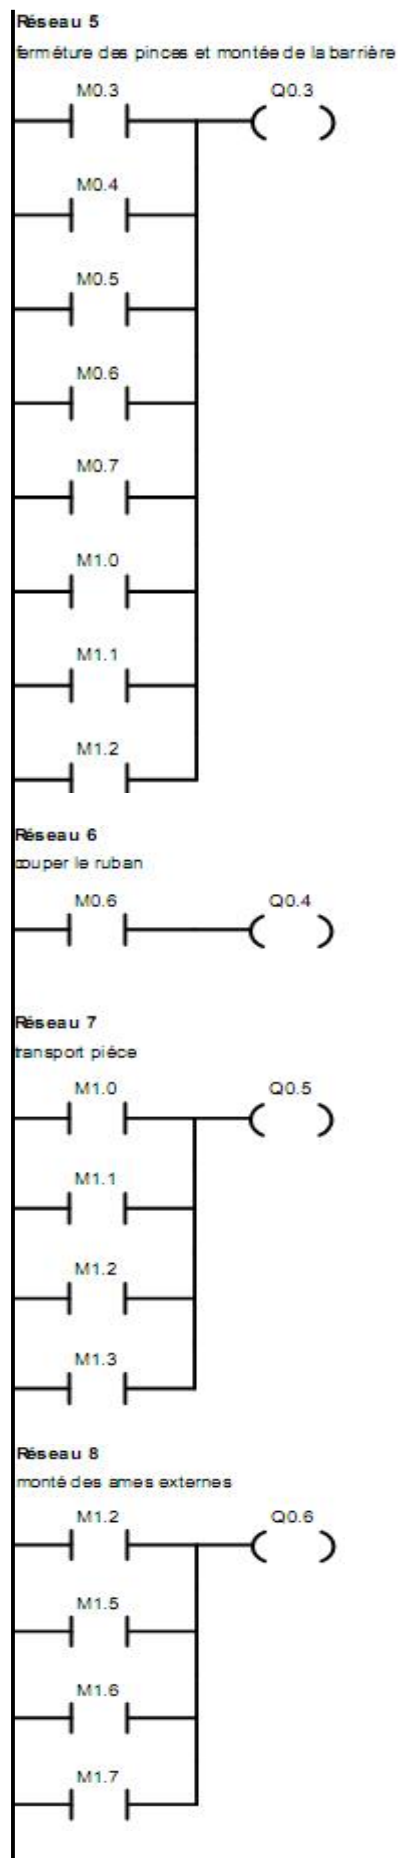 Réseau 5
ferméture des pinces et montée de la barrière
M0.3 Q0.3
M0.4
M0.5
M0.6
M0.7
M1.0
M1.1
M1.2
Réseau 6
couper le ruban
M0.6 Q0.4
Réseau 7
transport piéce
M1.0 Q0.5
M1.1
M1.2
M1.3
Réseau 8
monté des ames externes
M1.2 Q0.6
M1.5
M1.6
M1.7